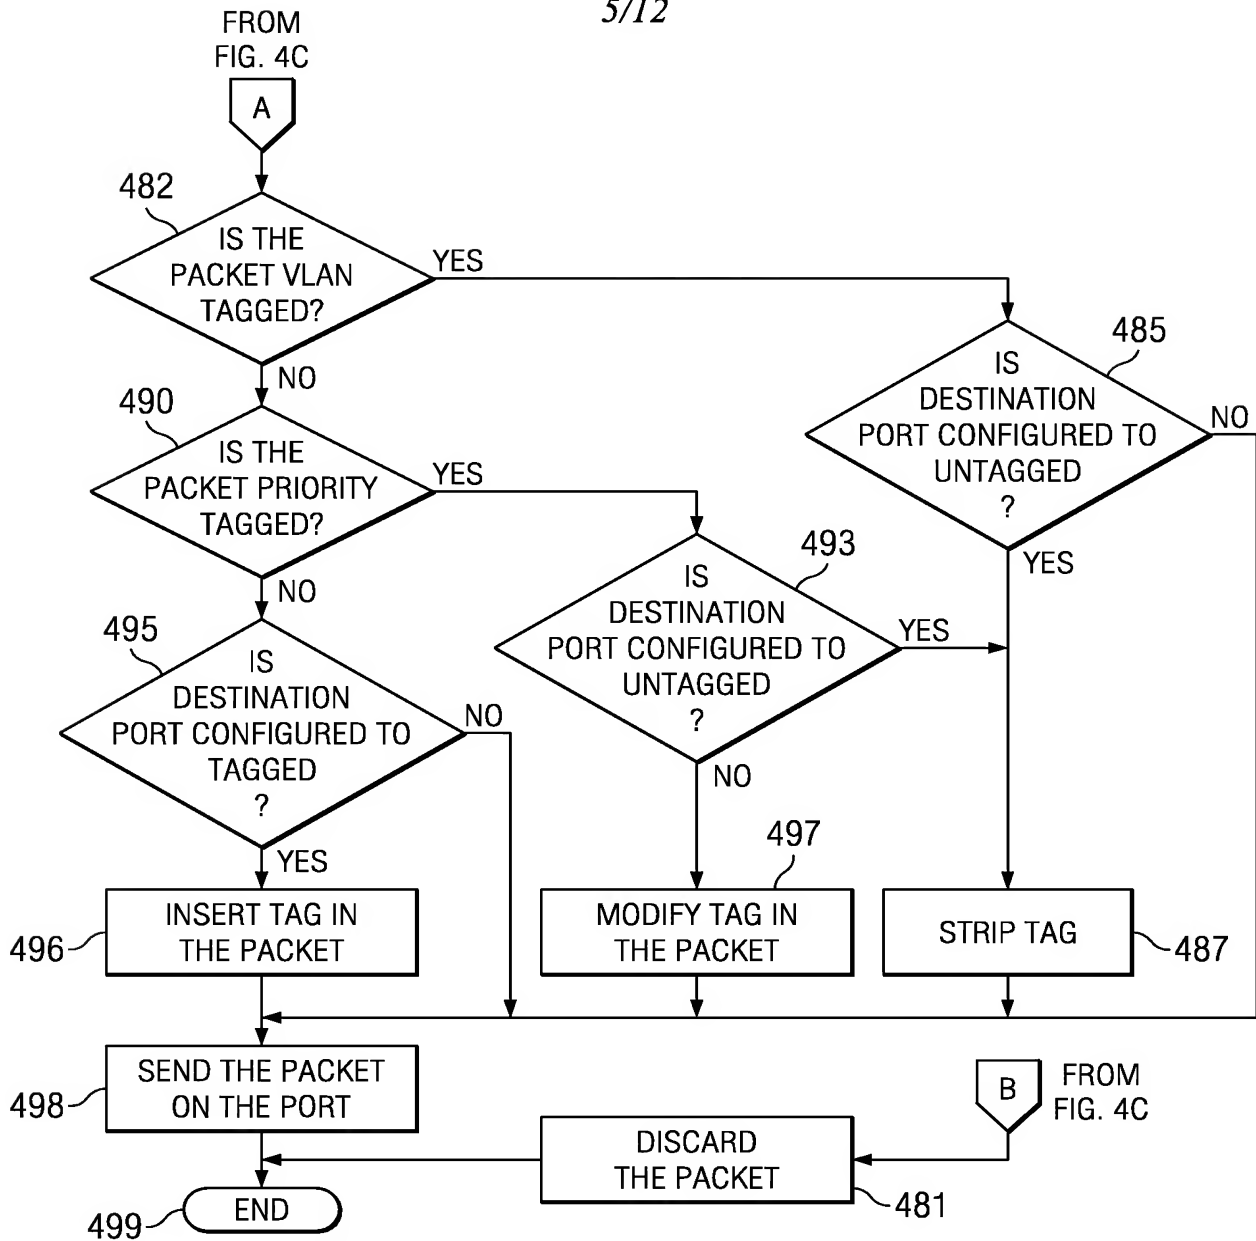 5/12
FROM
FIG. 4C
A
482
IS THE
PACKET VLAN
TAGGED?
YES
NO
485
IS
DESTINATION
PORT CONFIGURED TO
UNTAGGED
?
NO
YES
490
IS THE
PACKET PRIORITY
TAGGED?
YES
NO
493
IS
DESTINATION
PORT CONFIGURED TO
UNTAGGED
?
YES
NO
495
IS
DESTINATION
PORT CONFIGURED TO
TAGGED
?
NO
YES
496
INSERT TAG IN
THE PACKET
497
MODIFY TAG IN
THE PACKET
STRIP TAG
487
498
SEND THE PACKET
ON THE PORT
B
FROM
FIG. 4C
DISCARD
THE PACKET
481
499
END